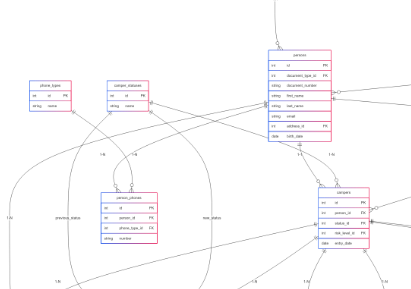 persons
int id PK
int document_type_id FK
string document_number
string first_name
string last_name
string email
int address_id FK
date birth_date
phone_types
int id PK
string name
camper_statuses
int id PK
string name
1-N
1-N
1-1
1-N
person_phones
int id PK
int person_id FK
int phone_type_id FK
string number
campers
int id PK
int person_id FK
int status_id FK
int risk_level_id FK
date entry_date
1-N
previous_status
new_status
1-N
1-N
1-N
1-N